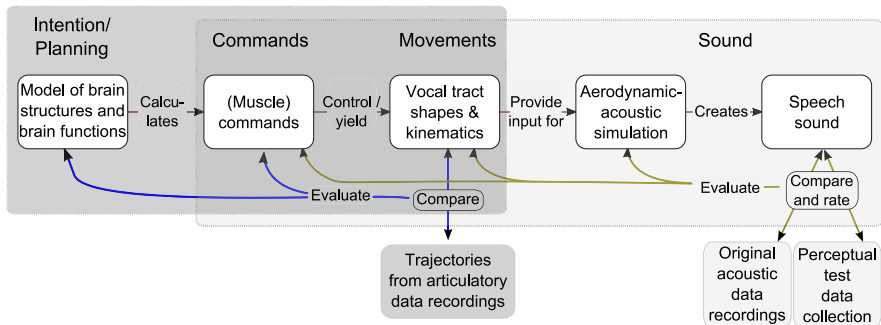 Intention/
Planning
Commands
Movements
Sound
Model of brain
structures and
brain functions
Calcu-
lates
(Muscle)
commands
Control /
yield
Vocal tract
shapes &
kinematics
Provide
input for
Aerodynamic-
acoustic
simulation
Creates
Speech
sound
Evaluate
Compare
Evaluate
Compare
and rate
Trajectories
from articulatory
data recordings
Original
acoustic
data
recordings
Perceptual
test
data
collection